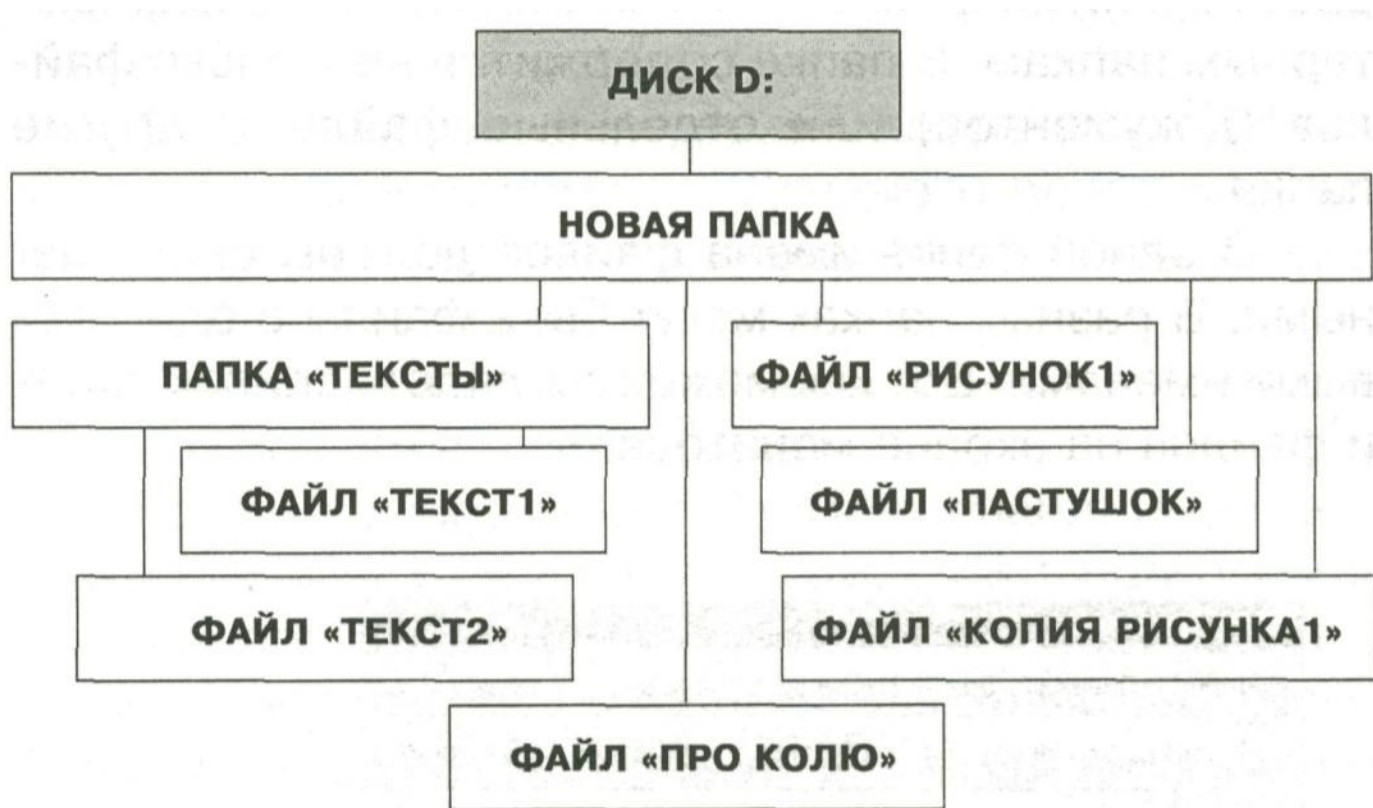 ДИСК D:
НОВАЯ ПАПКА
ПАПКА «ТЕКСТЫ»
ФАЙЛ «РИСУНОК1»
ФАЙЛ «ТЕКСТ1»
ФАЙЛ «ПАСТУШОК»
ФАЙЛ «ТЕКСТ2»
ФАЙЛ «КОПИЯ РИСУНКА1»
ФАЙЛ «ПРО КОЛЮ»